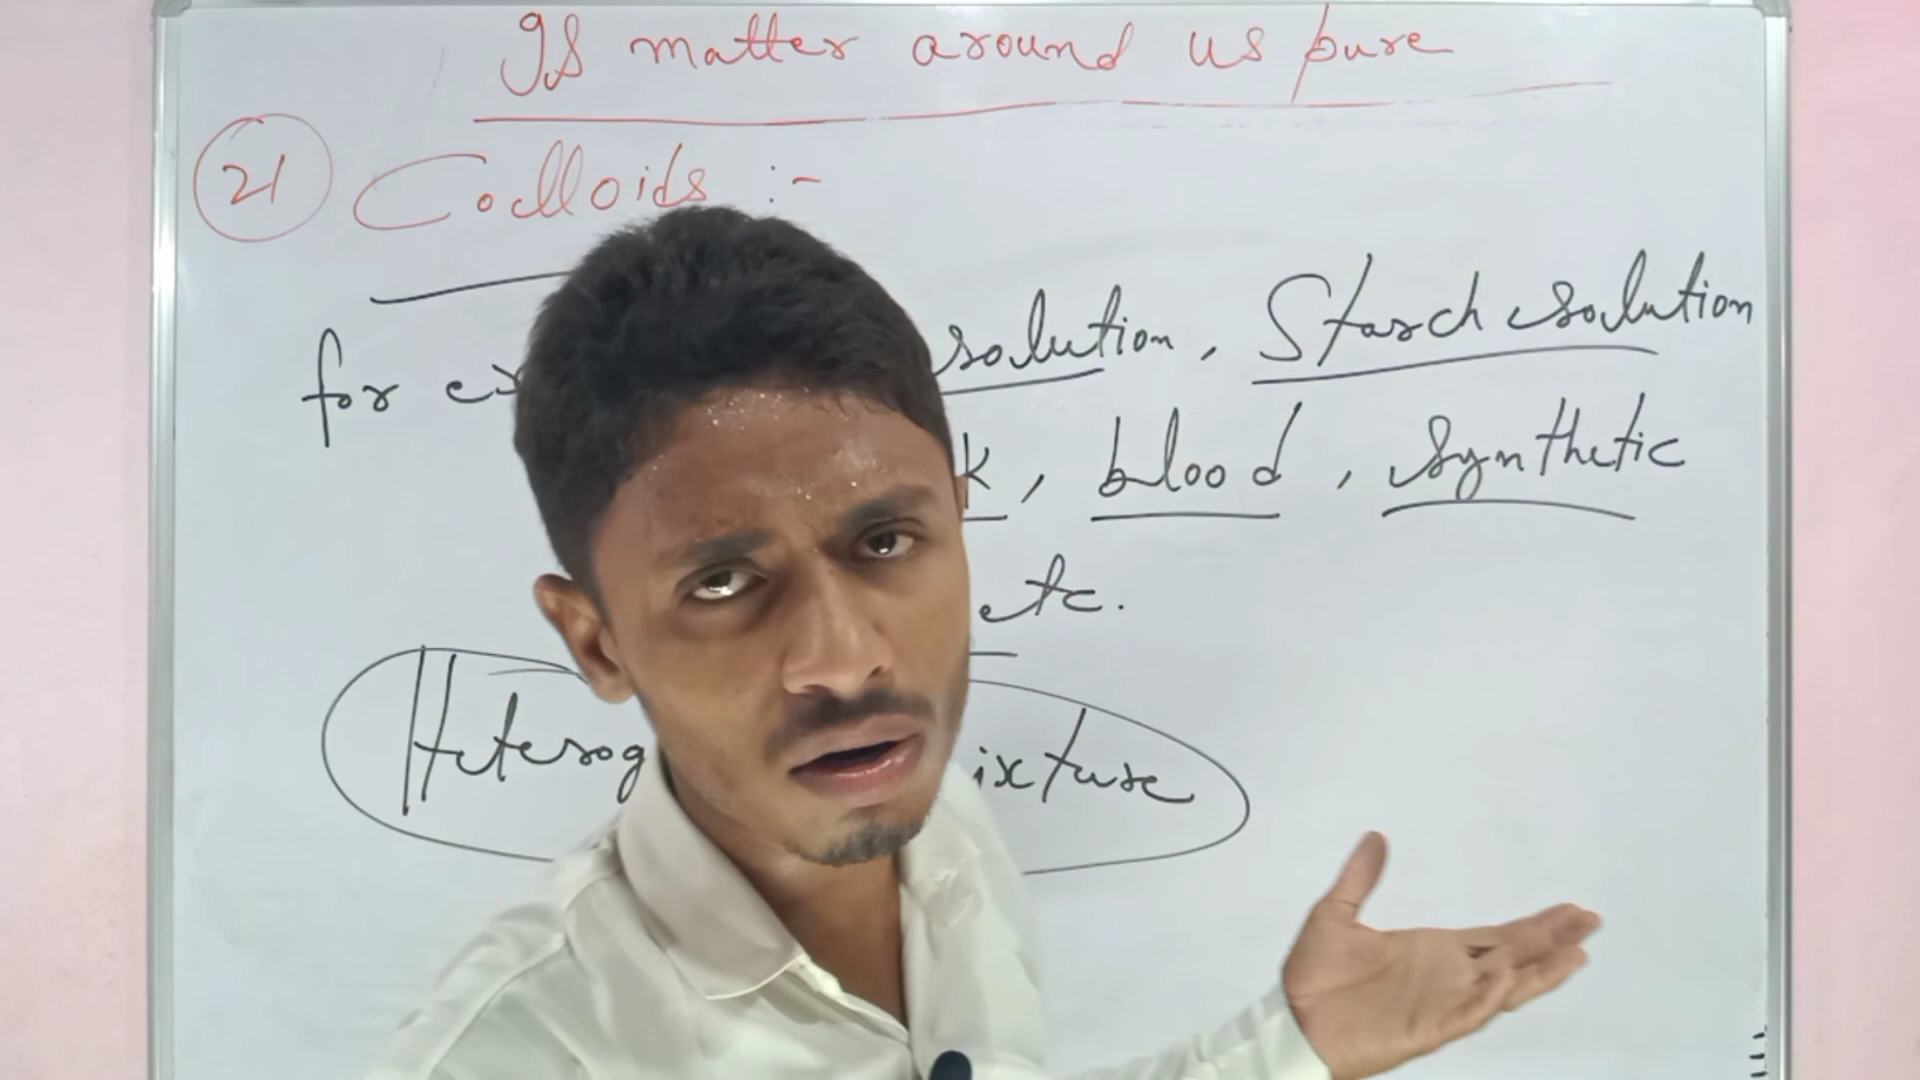 Is matter around us pure
21 Colloids :-
for ex solution, Starch solution
k, blood, synthetic
etc.
Heterog ixture